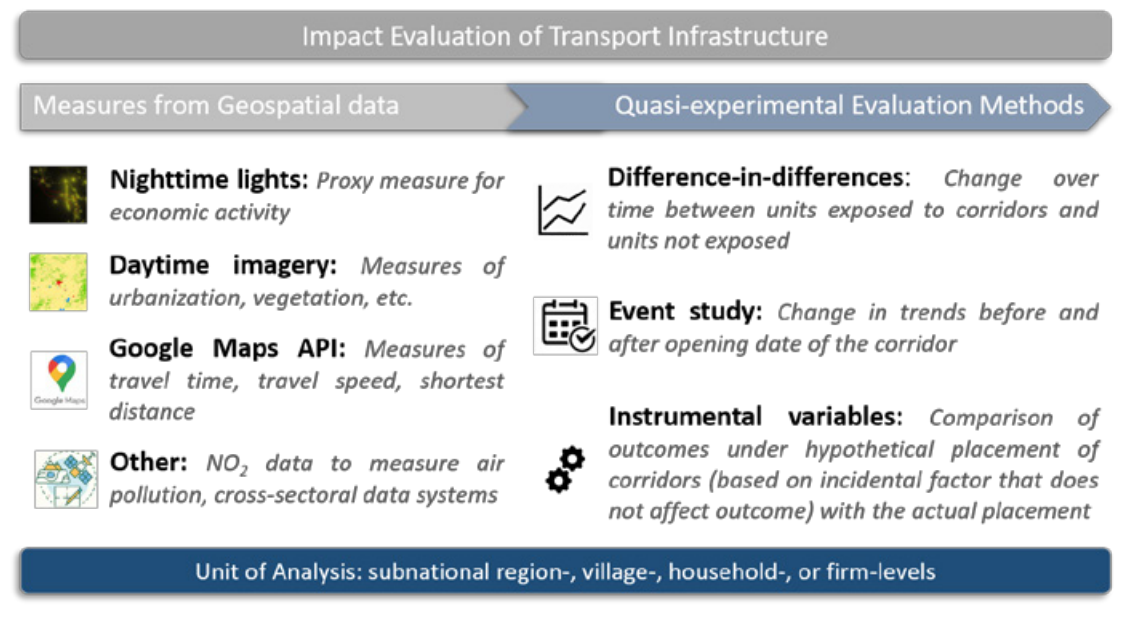 Impact Evaluation of Transport Infrastructure
Measures from Geospatial data
Quasi-experimental Evaluation Methods
Nighttime lights: Proxy measure for
economic activity
Daytime imagery: Measures of
urbanization, vegetation, etc.
Google Maps API: Measures of
travel time, travel speed, shortest
distance
Google Maps
Other: NO₂ data to measure air
pollution, cross-sectoral data systems
Difference-in-differences: Change over
time between units exposed to corridors and
units not exposed
Event study: Change in trends before and
after opening date of the corridor
Instrumental variables: Comparison of
outcomes under hypothetical placement of
corridors (based on incidental factor that does
not affect outcome) with the actual placement
Unit of Analysis: subnational region-, village-, household-, or firm-levels